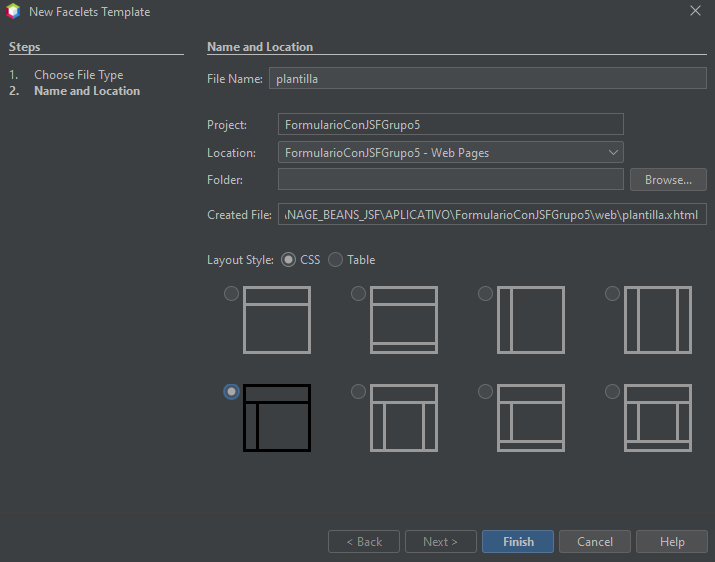 New Facelets Template
Steps
1. Choose File Type
2. Name and Location
Name and Location
File Name: plantilla
Project: FormularioConJSFGrupo5
Location: FormularioConJSFGrupo5 - Web Pages
Folder: Browse...
Created File: NAGE_BEANS_JSF\APLICATIVO\FormularioConJSFGrupo5\web\plantilla.xhtml
Layout Style: CSS Table
< Back Next > Finish Cancel Help